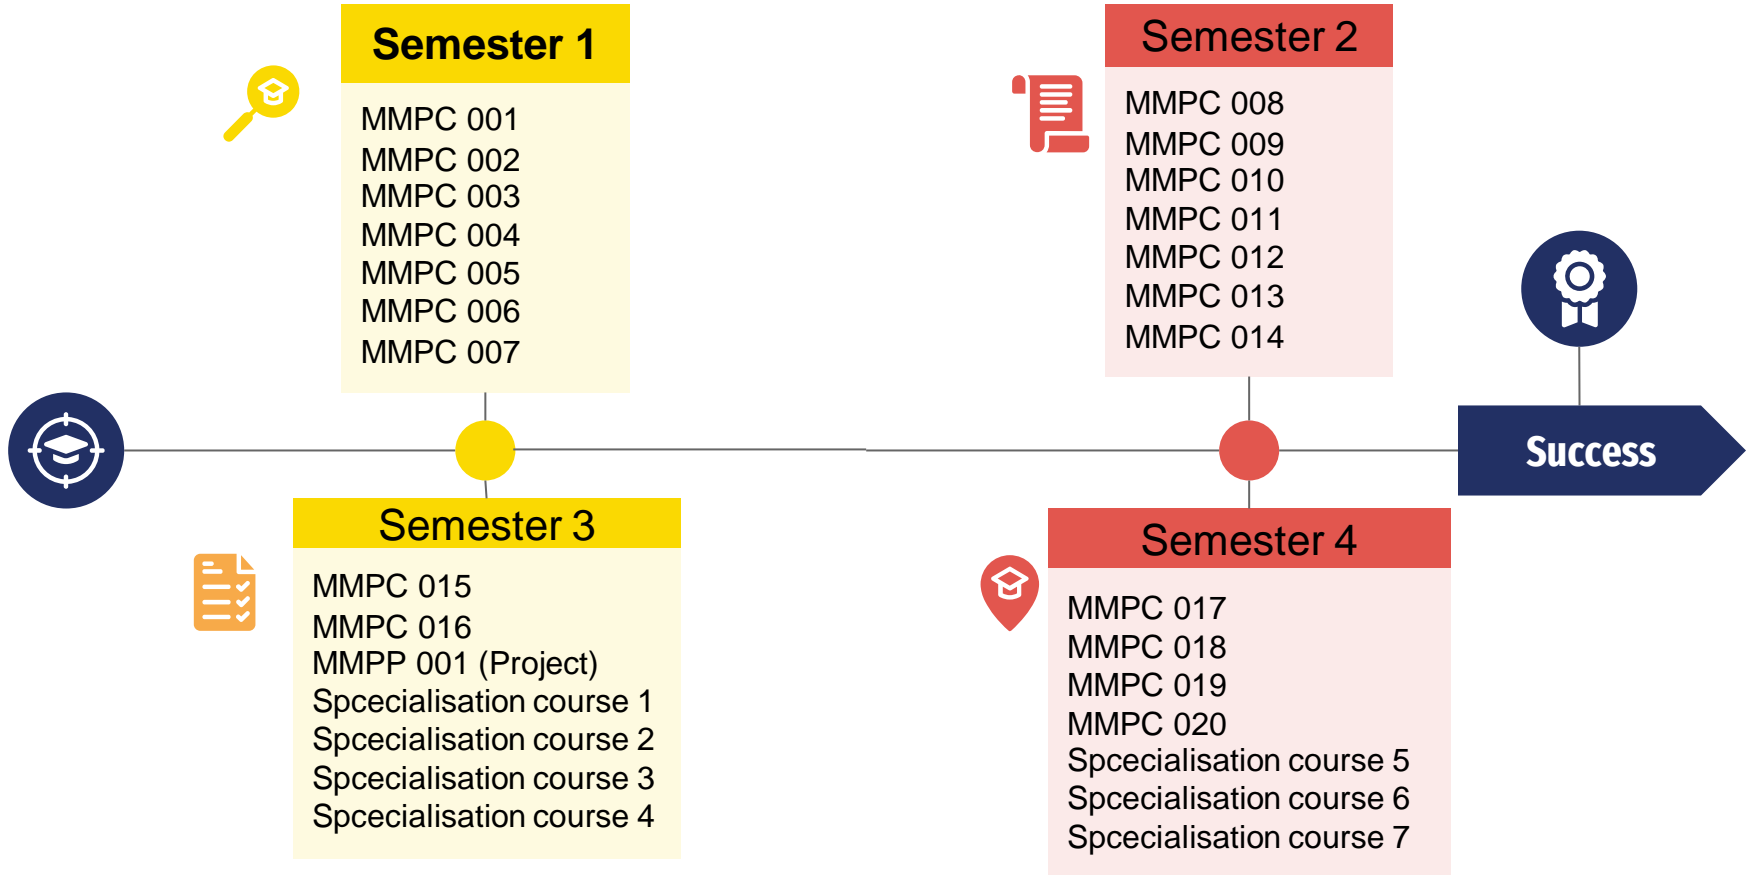 Semester 1
MMPC 001
MMPC 002
MMPC 003
MMPC 004
MMPC 005
MMPC 006
MMPC 007
Semester 2
MMPC 008
MMPC 009
MMPC 010
MMPC 011
MMPC 012
MMPC 013
MMPC 014
Success
Semester 3
MMPC 015
MMPC 016
MMPP 001 (Project)
Spcecialisation course 1
Spcecialisation course 2
Spcecialisation course 3
Spcecialisation course 4
Semester 4
MMPC 017
MMPC 018
MMPC 019
MMPC 020
Spcecialisation course 5
Spcecialisation course 6
Spcecialisation course 7